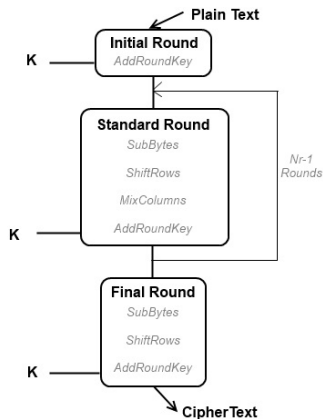 Plain Text
Initial Round
K
AddRoundKey
Standard Round
SubBytes
Nr-1
Rounds
ShiftRows
MixColumns
AddRoundKey
K
Final Round
SubBytes
ShiftRows
K
AddRoundKey
CipherText